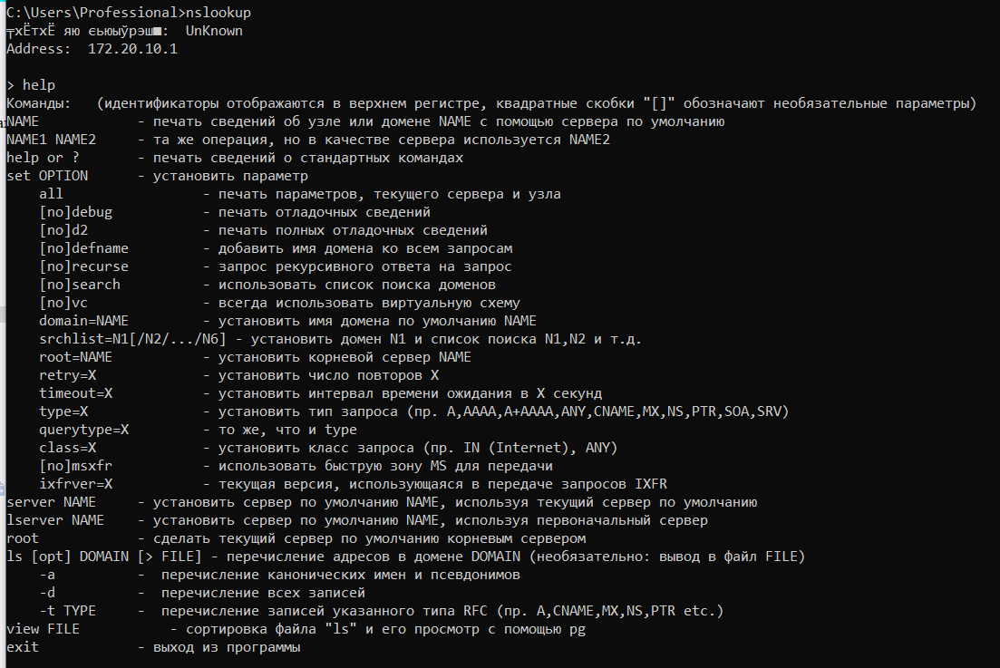 C:\Users\Professional>nslookup
╤хЁтхЁ яю єьюыўрэш■:  UnKnown
Address:  172.20.10.1

> help
Команды:   (идентификаторы отображаются в верхнем регистре, квадратные скобки "[]" обозначают необязательные параметры)
NAME            - печать сведений об узле или домене NAME с помощью сервера по умолчанию
NAME1 NAME2     - та же операция, но в качестве сервера используется NAME2
help or ?       - печать сведений о стандартных командах
set OPTION      - установить параметр
    all                 - печать параметров, текущего сервера и узла
    [no]debug           - печать отладочных сведений
    [no]d2              - печать полных отладочных сведений
    [no]defname         - добавить имя домена ко всем запросам
    [no]recurse         - запрос рекурсивного ответа на запрос
    [no]search          - использовать список поиска доменов
    [no]vc              - всегда использовать виртуальную схему
    domain=NAME         - установить имя домена по умолчанию NAME
    srchlist=N1[/N2/.../N6] - установить домен N1 и список поиска N1,N2 и т.д.
    root=NAME           - установить корневой сервер NAME
    retry=X             - установить число повторов X
    timeout=X           - установить интервал времени ожидания в X секунд
    type=X              - установить тип запроса (пр. A,AAAA,A+AAAA,ANY,CNAME,MX,NS,PTR,SOA,SRV)
    querytype=X         - то же, что и type
    class=X             - установить класс запроса (пр. IN (Internet), ANY)
    [no]msxfr           - использовать быструю зону MS для передачи
    ixfrver=X           - текущая версия, использующаяся в передаче запросов IXFR
server NAME     - установить сервер по умолчанию NAME, используя текущий сервер по умолчанию
lserver NAME    - установить сервер по умолчанию NAME, используя первоначальный сервер
root            - сделать текущий сервер по умолчанию корневым сервером
ls [opt] DOMAIN [> FILE] - перечисление адресов в домене DOMAIN (необязательно: вывод в файл FILE)
    -a          -  перечисление канонических имен и псевдонимов
    -d          -  перечисление всех записей
    -t TYPE     -  перечисление записей указанного типа RFC (пр. A,CNAME,MX,NS,PTR etc.)
view FILE           - сортировка файла "ls" и его просмотр с помощью pg
exit            - выход из программы